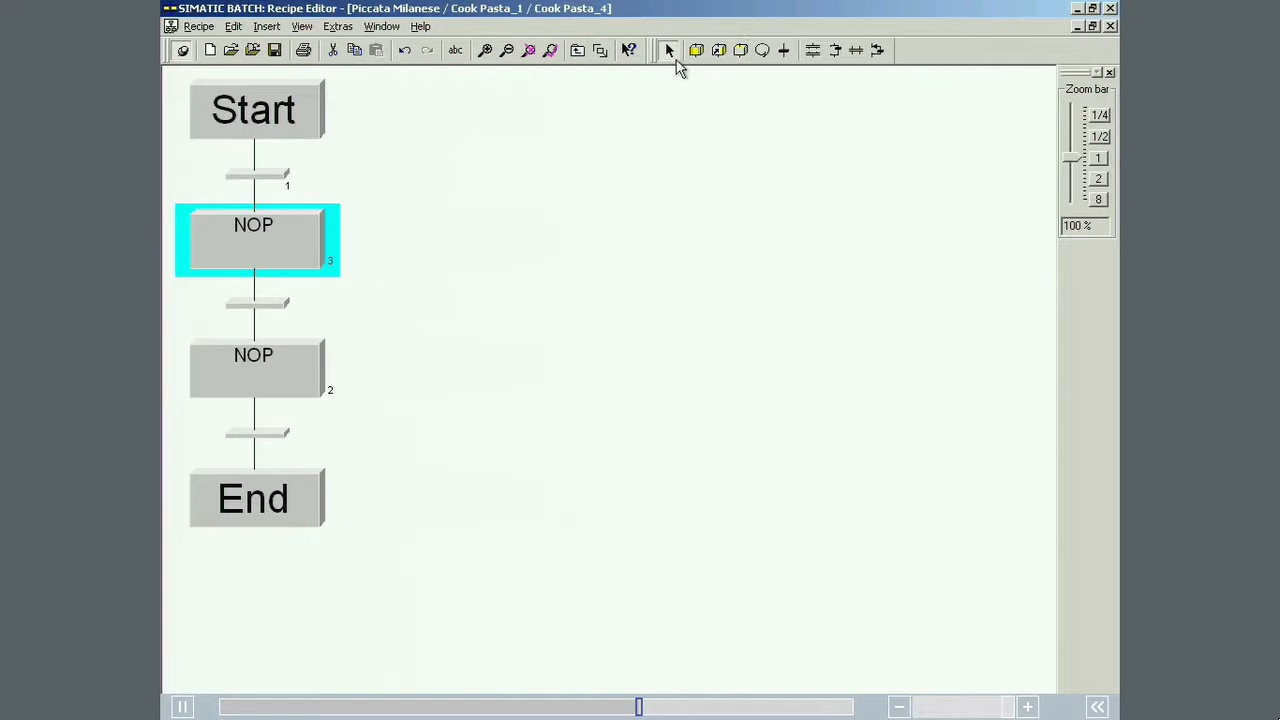 SIMATIC BATCH: Recipe Editor - [Piccata Milanese / Cook Pasta_1 / Cook Pasta_4]
Recipe Edit Insert View Extras Window Help
abc
Zoom bar
1/4
1/2
1
2
8
100 %
Start
1
NOP
3
NOP
2
End